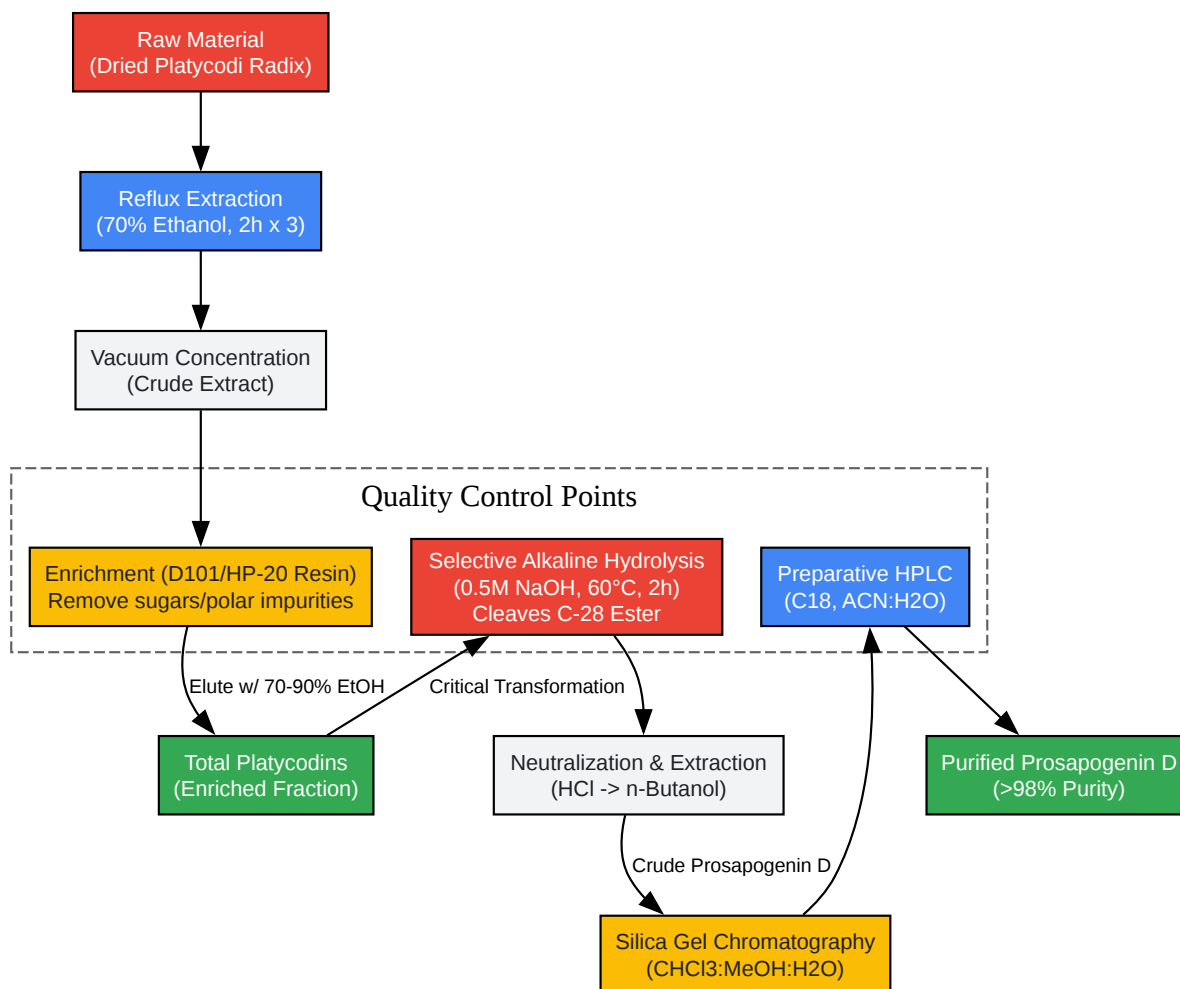 Raw Material
(Dried Platycodi Radix)
Reflux Extraction
(70% Ethanol, 2h x 3)
Vacuum Concentration
(Crude Extract)
Quality Control Points
Enrichment (D101/HP-20 Resin)
Remove sugars/polar impurities
Selective Alkaline Hydrolysis
(0.5M NaOH, 60°C, 2h)
Cleaves C-28 Ester
Preparative HPLC
(C18, ACN:H2O)
Elute w/ 70-90% EtOH
Critical Transformation
Total Platycodins
(Enriched Fraction)
Neutralization & Extraction
(HCl -> n-Butanol)
Purified Prosapogenin D
(>98% Purity)
Crude Prosapogenin D
Silica Gel Chromatography
(CHCl3:MeOH:H2O)